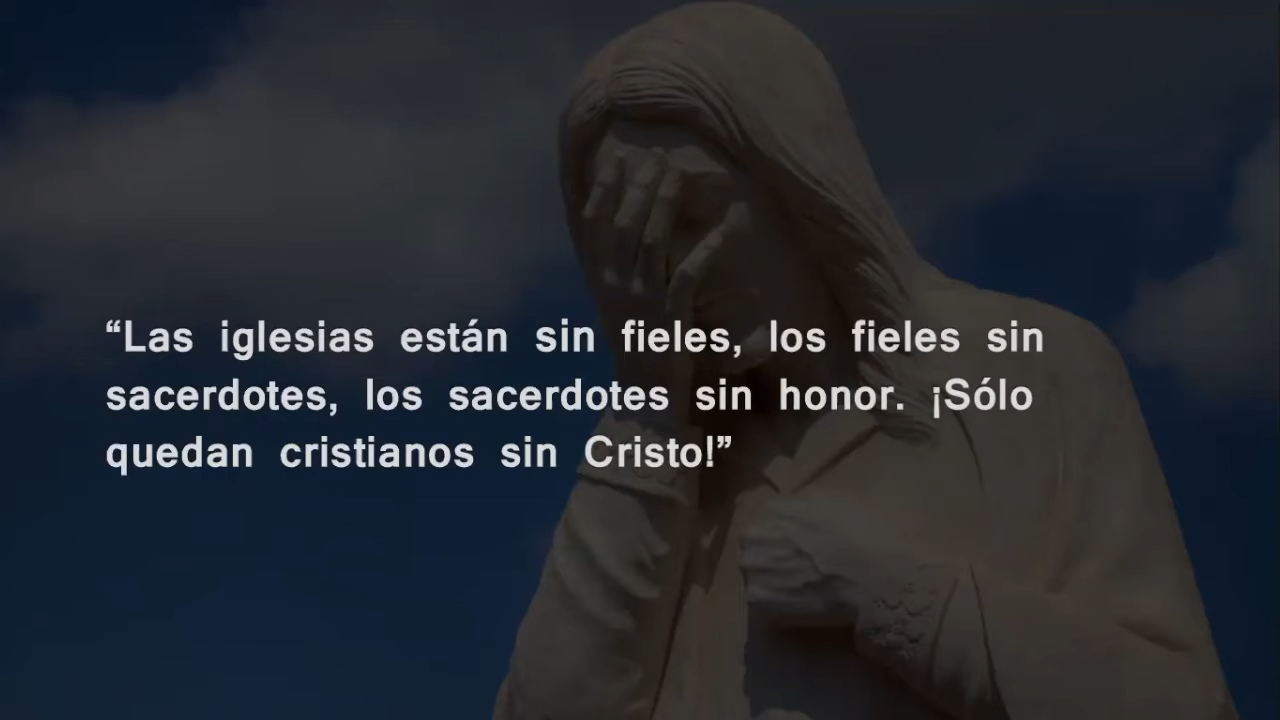 “Las iglesias están sin fieles, los fieles sin
sacerdotes, los sacerdotes sin honor. ¡Sólo
quedan cristianos sin Cristo!”